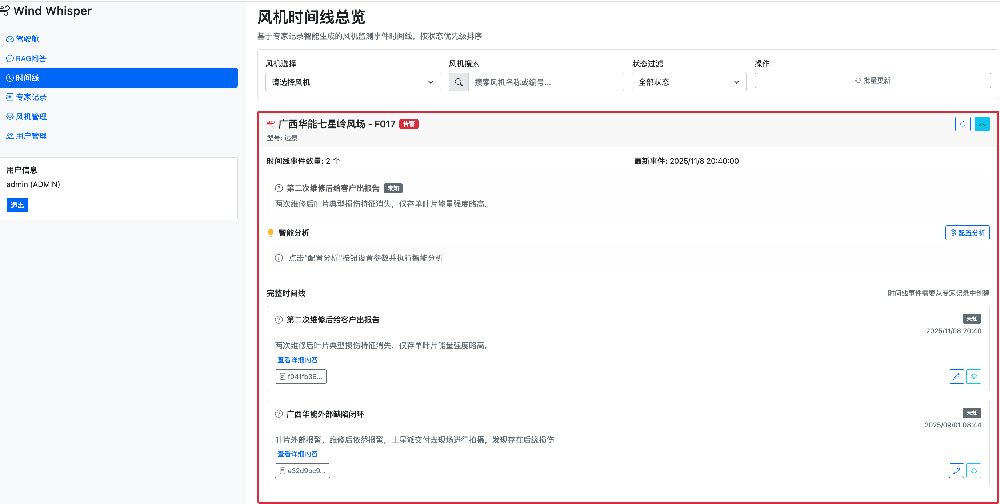 Wind Whisper
驾驶舱
RAG问答
时间线
专家记录
风机管理
用户管理
用户信息
admin (ADMIN)
退出
风机时间线总览
基于专家记录智能生成的风机监测事件时间线，按状态优先级排序
风机选择
请选择风机
风机搜索
搜索风机名称或编号...
状态过滤
全部状态
操作
批量更新
广西华能七星岭风场 - F017 告警
型号: 远景
时间线事件数量: 2 个
最新事件: 2025/11/8 20:40:00
第二次维修后给客户出报告 未知
两次维修后叶片典型损伤特征消失，仅存单叶片能量强度略高。
智能分析
配置分析
点击"配置分析"按钮设置参数并执行智能分析
完整时间线
时间线事件需要从专家记录中创建
第二次维修后给客户出报告
未知
2025/11/08 20:40
两次维修后叶片典型损伤特征消失，仅存单叶片能量强度略高。
查看详细内容
f041fb36...
广西华能外部缺陷闭环
未知
2025/09/01 08:44
叶片外部报警，维修后依然报警，土星派交付去现场进行拍摄，发现存在后缘损伤
查看详细内容
e32d9bc9...